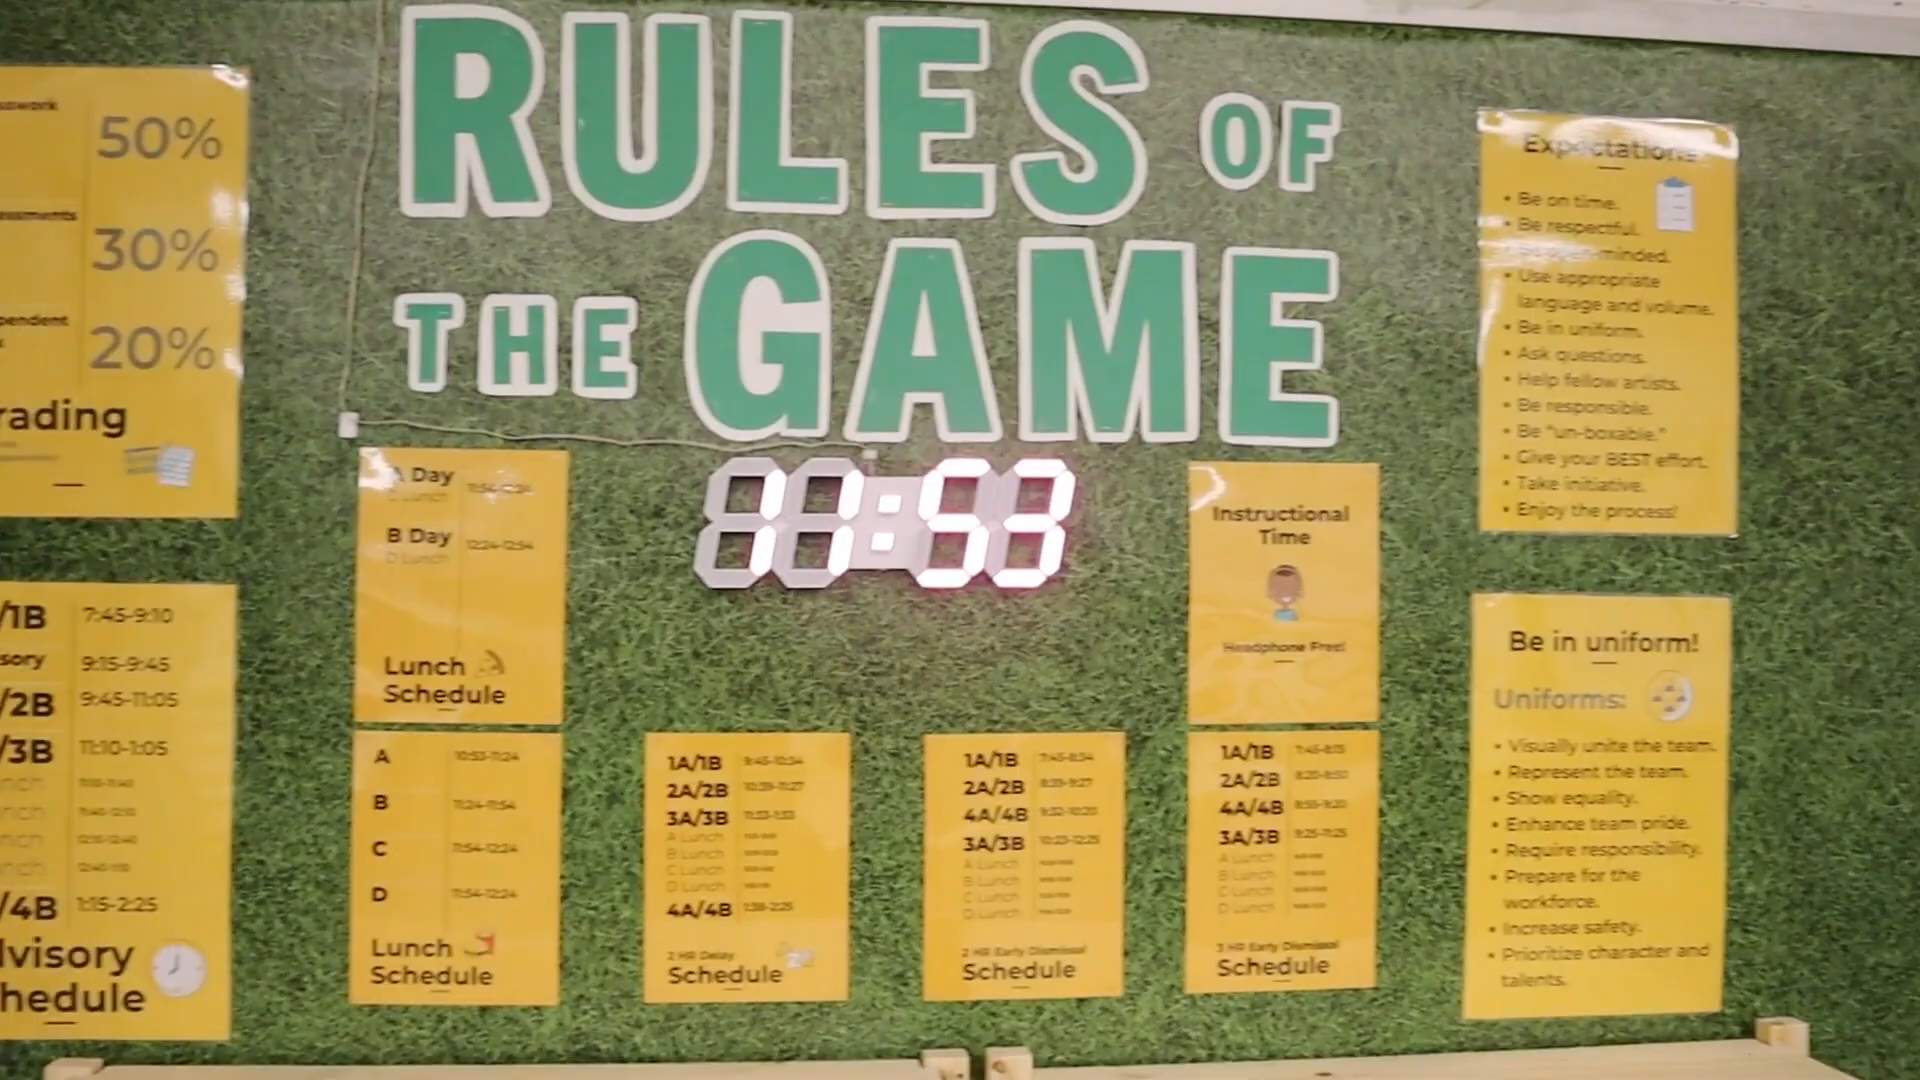 RULES OF
THE GAME
50%
30%
20%
rading
11:53
A Day
B Day 12:24-12:54
D Lunch
Lunch
Schedule
Instructional
Time
Headphone Free!
Expectations
• Be on time.
• Be respectful.
minded.
• Use appropriate
language and volume.
• Be in uniform.
• Ask questions.
• Help fellow artists.
• Be responsible.
• Be "un-boxable."
• Give your BEST effort.
• Take initiative.
• Enjoy the process!
/1B 7:45-9:10
sory 9:15-9:45
/2B 9:45-11:05
/3B 11:10-1:05
/4B 1:15-2:25
visory
hedule
A 10:53-11:24
B 11:24-11:54
C 11:54-12:24
D 11:54-12:24
Lunch
Schedule
1A/1B 9:45-10:34
2A/2B 10:39-11:27
3A/3B
A Lunch
B Lunch
C Lunch
D Lunch
4A/4B 1:38-2:25
2 HR Delay
Schedule
1A/1B 7:45-8:34
2A/2B 8:39-9:27
4A/4B 9:32-10:20
3A/3B 10:25-12:25
A Lunch
B Lunch
C Lunch
D Lunch
2 HR Early Dismissal
Schedule
1A/1B 7:45-8:15
2A/2B 8:20-8:50
4A/4B 8:55-9:20
3A/3B 9:25-11:25
A Lunch
B Lunch
C Lunch
D Lunch
3 HR Early Dismissal
Schedule
Be in uniform!
Uniforms:
• Visually unite the team.
• Represent the team.
• Show equality.
• Enhance team pride.
• Require responsibility.
• Prepare for the
workforce.
• Increase safety.
• Prioritize character and
talents.